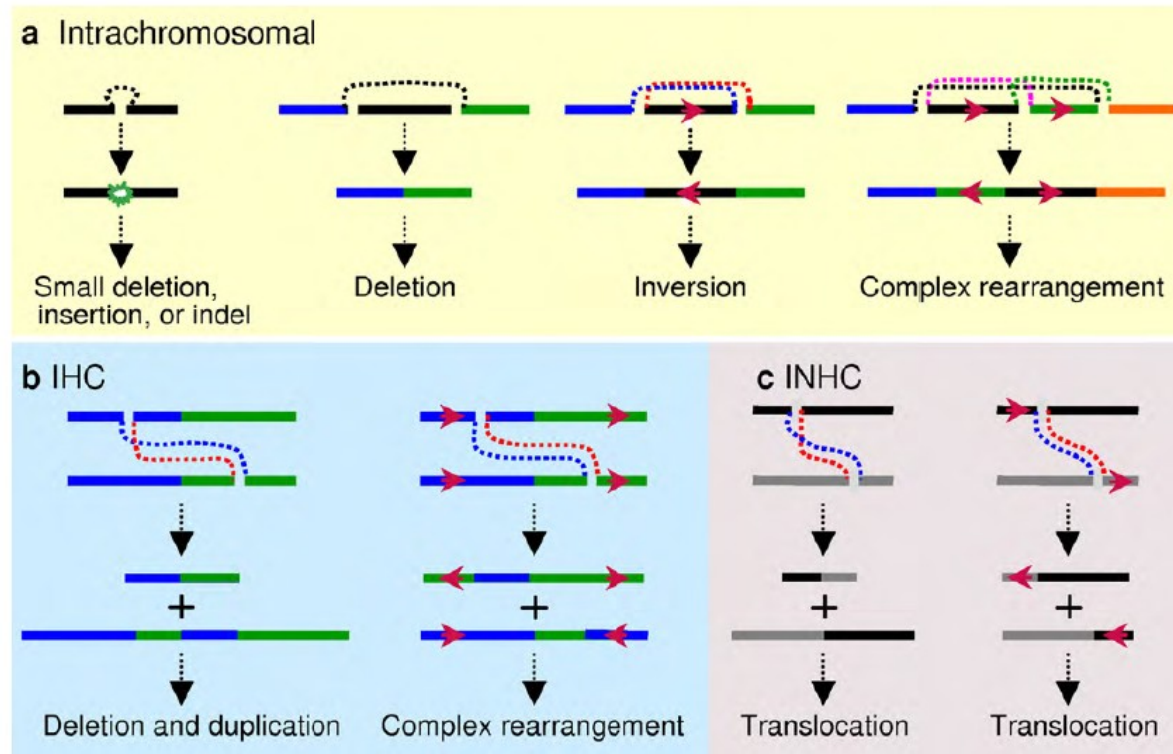 a Intrachromosomal
Small deletion,
insertion, or indel
Deletion
Inversion
Complex rearrangement
b IHC
+
Deletion and duplication
+
Complex rearrangement
c INHC
+
Translocation
+
Translocation